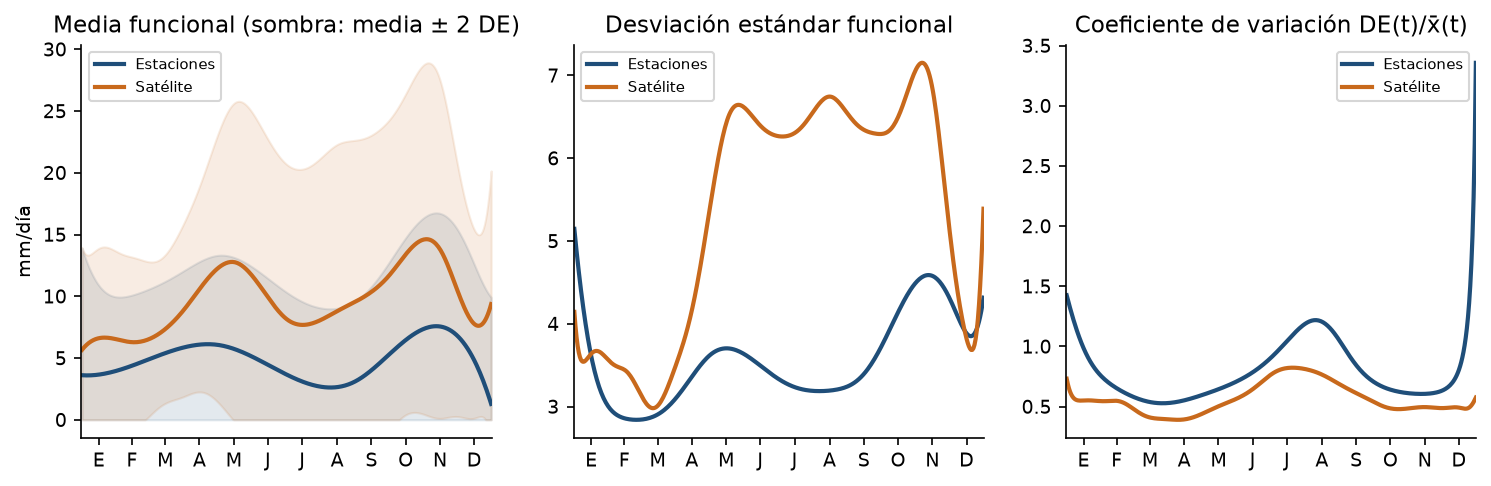 Media funcional (sombra: media ± 2 DE)
mm/día
30
25
20
15
10
5
0
Estaciones
Satélite
E F M A M J J A S O N D
Desviación estándar funcional
7
6
5
4
3
Estaciones
Satélite
E F M A M J J A S O N D
Coeficiente de variación DE(t)/x̄(t)
3.5
3.0
2.5
2.0
1.5
1.0
0.5
Estaciones
Satélite
E F M A M J J A S O N D